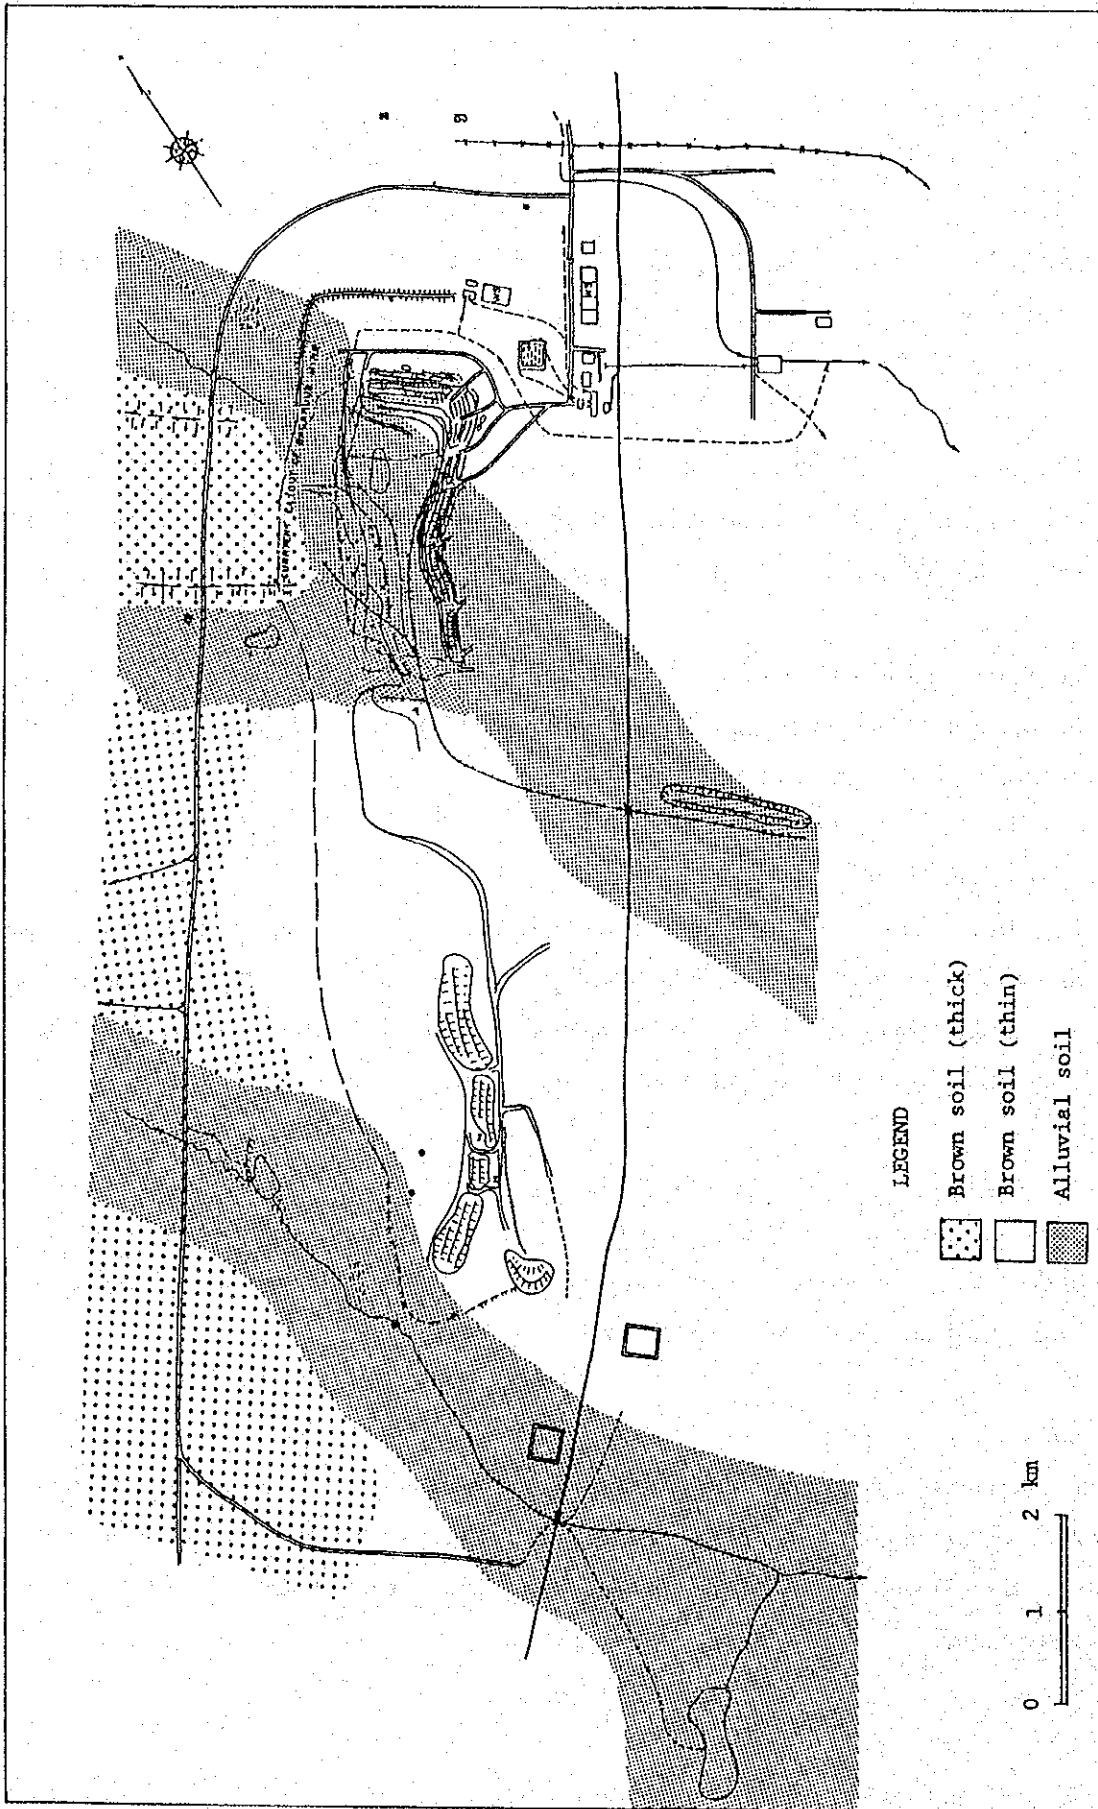 LEGEND
Brown soil (thick)
Brown soil (thin)
Alluvial soil
0 1 2 km